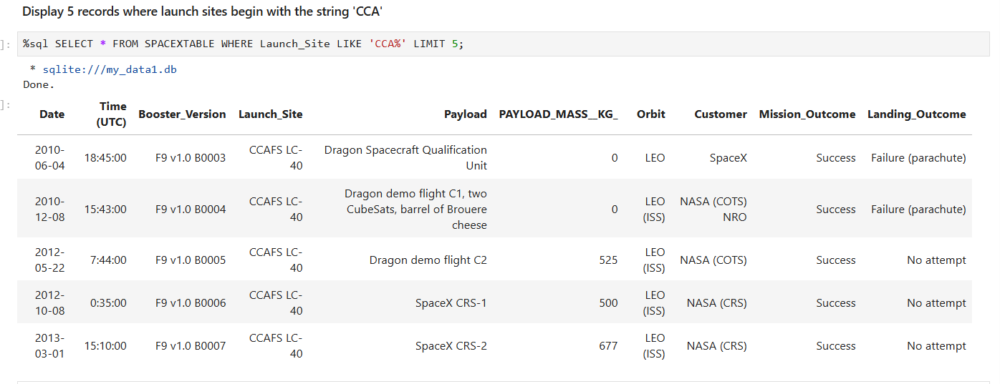 Display 5 records where launch sites begin with the string 'CCA'
]: %sql SELECT * FROM SPACEXTABLE WHERE Launch_Site LIKE 'CCA%' LIMIT 5;
* sqlite:///my_data1.db
Done.
]:
Date Time (UTC) Booster_Version Launch_Site Payload PAYLOAD_MASS__KG_ Orbit Customer Mission_Outcome Landing_Outcome
2010-06-04 18:45:00 F9 v1.0 B0003 CCAFS LC-40 Dragon Spacecraft Qualification Unit 0 LEO SpaceX Success Failure (parachute)
2010-12-08 15:43:00 F9 v1.0 B0004 CCAFS LC-40 Dragon demo flight C1, two CubeSats, barrel of Brouere cheese 0 LEO (ISS) NASA (COTS) NRO Success Failure (parachute)
2012-05-22 7:44:00 F9 v1.0 B0005 CCAFS LC-40 Dragon demo flight C2 525 LEO (ISS) NASA (COTS) Success No attempt
2012-10-08 0:35:00 F9 v1.0 B0006 CCAFS LC-40 SpaceX CRS-1 500 LEO (ISS) NASA (CRS) Success No attempt
2013-03-01 15:10:00 F9 v1.0 B0007 CCAFS LC-40 SpaceX CRS-2 677 LEO (ISS) NASA (CRS) Success No attempt